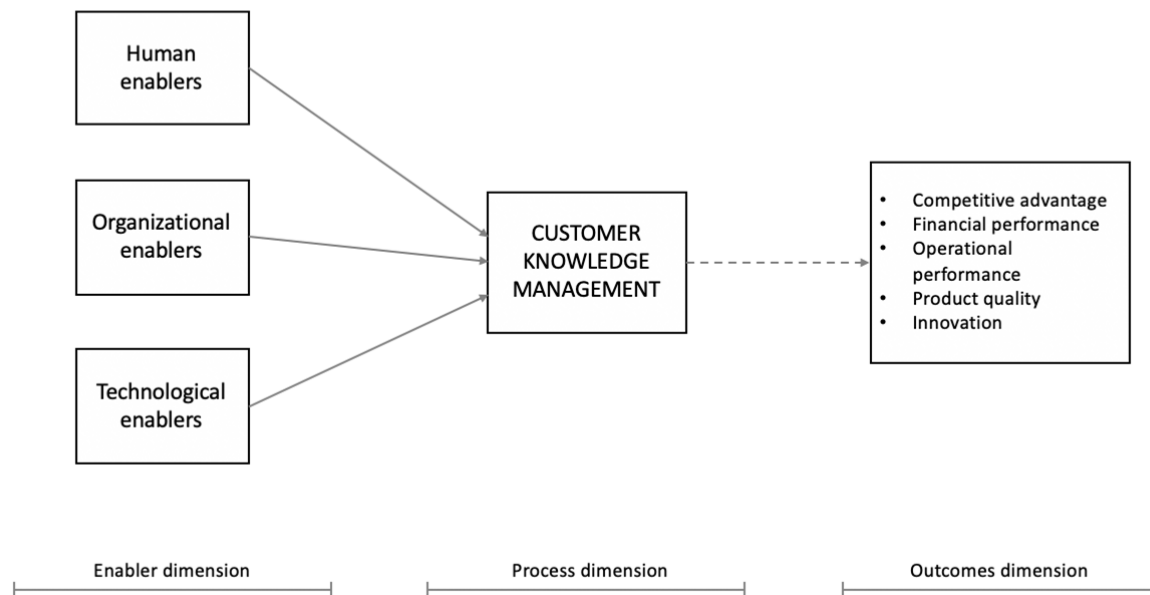 Human
enablers
Organizational
enablers
Technological
enablers
CUSTOMER
KNOWLEDGE
MANAGEMENT
• Competitive advantage
• Financial performance
• Operational
performance
• Product quality
• Innovation
Enabler dimension
Process dimension
Outcomes dimension